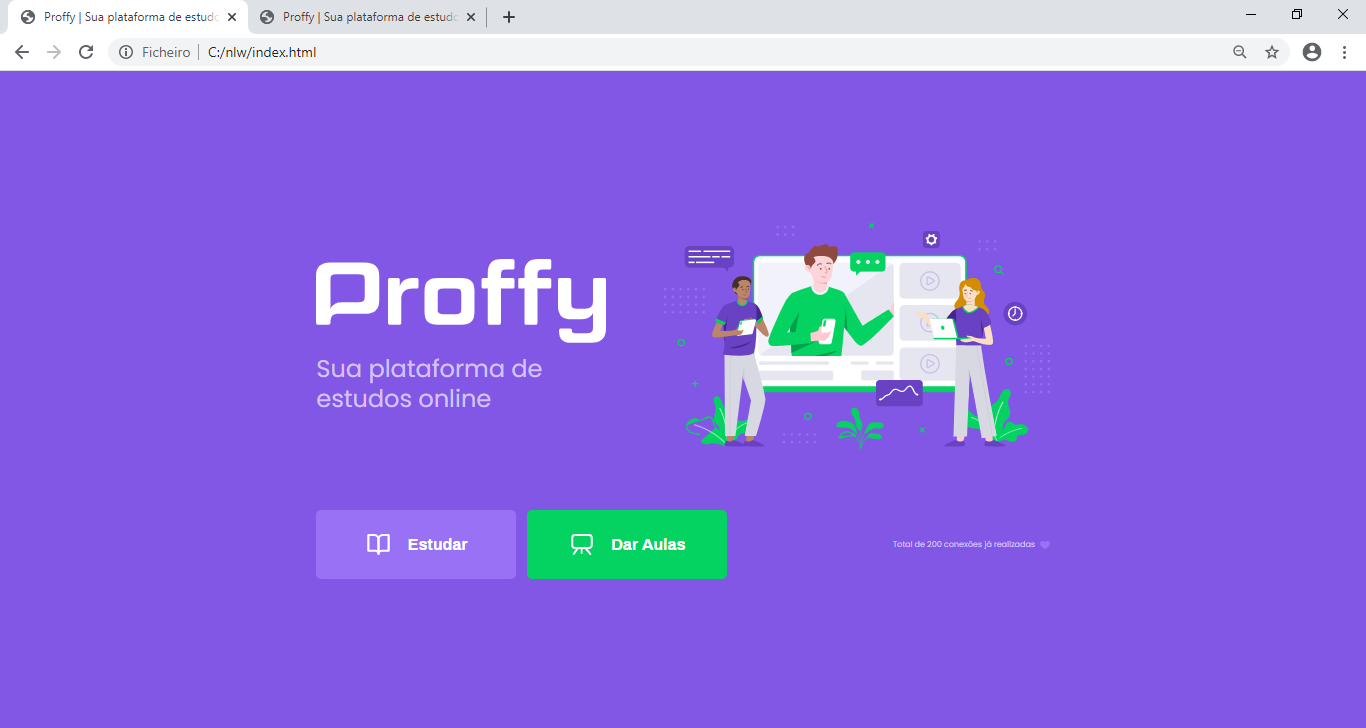 Proffy | Sua plataforma de estudo
Proffy | Sua plataforma de estudo
Ficheiro | C:/nlw/index.html
Proffy
Sua plataforma de
estudos online
Estudar
Dar Aulas
Total de 200 conexões já realizadas